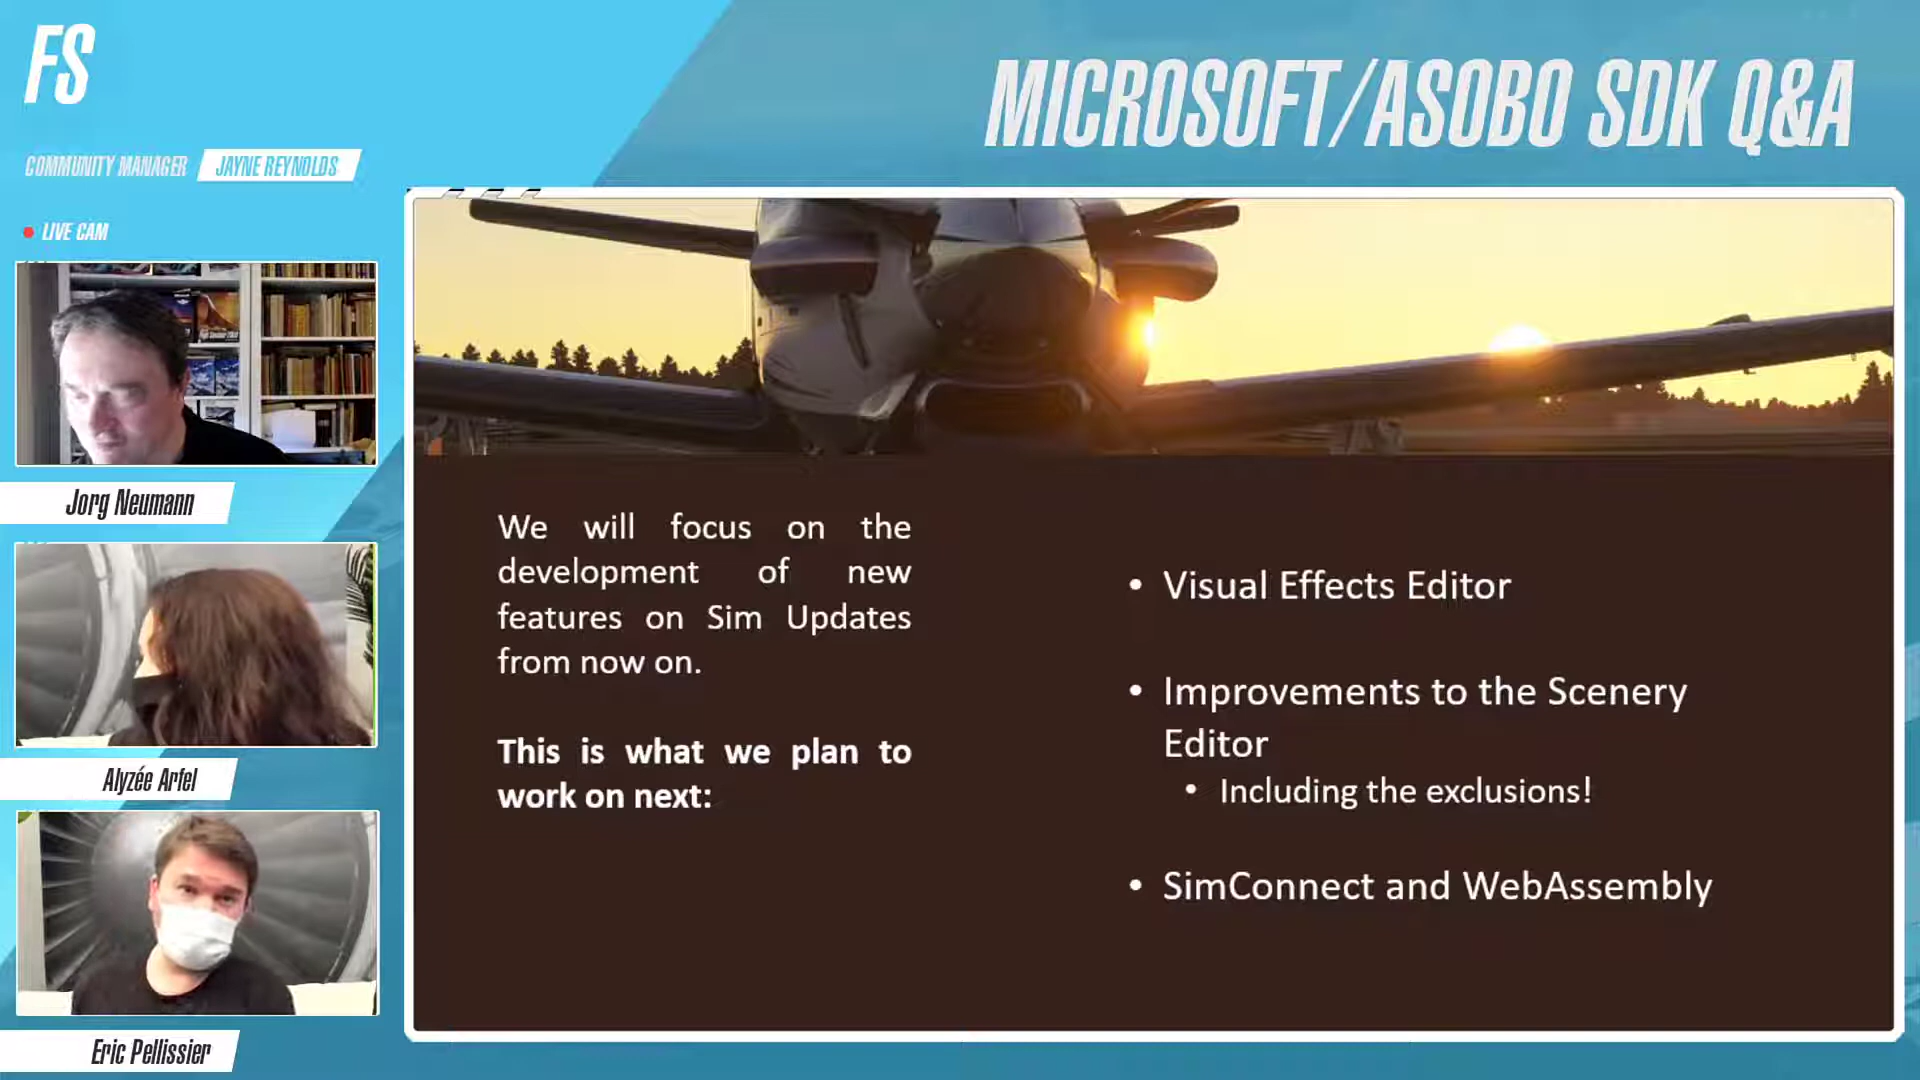 FS
MICROSOFT/ASOBO SDK Q&A
COMMUNITY MANAGER JAYNE REYNOLDS
LIVE CAM
Jorg Neumann
Alyzée Arfel
Eric Pellissier
We will focus on the
development of new
features on Sim Updates
from now on.
This is what we plan to
work on next:
• Visual Effects Editor
• Improvements to the Scenery
Editor
• Including the exclusions!
• SimConnect and WebAssembly